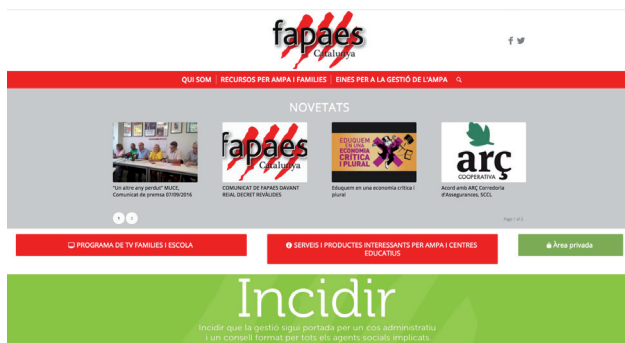 fapaes
Catalunya
QUI SOM | RECURSOS PER AMPA I FAMILIES | EINES PER A LA GESTIÓ DE L'AMPA
NOVETATS
fapaes
Catalunya
EDUQUEM
EN UNA
ECONOMIA
CRÍTICA
I PLURAL
arç
COOPERATIVA
"Un altre any perdut" MUCE,
Comunicat de premsa 07/09/2016
COMUNICAT DE FAPAES DAVANT
REIAL DECRET REVÀLIDES
Eduquem en una economia crítica i
plural
Acord amb ARÇ Corredoria
d'Assegurances, SCCL
Page 1 of 2
PROGRAMA DE TV FAMILIES I ESCOLA
SERVEIS I PRODUCTES INTERESSANTS PER AMPA I CENTRES
EDUCATIUS
Àrea privada
Incidir
Incidir que la gestió sigui portada per un cos administratiu
i un consell format per tots els agents socials implicats.